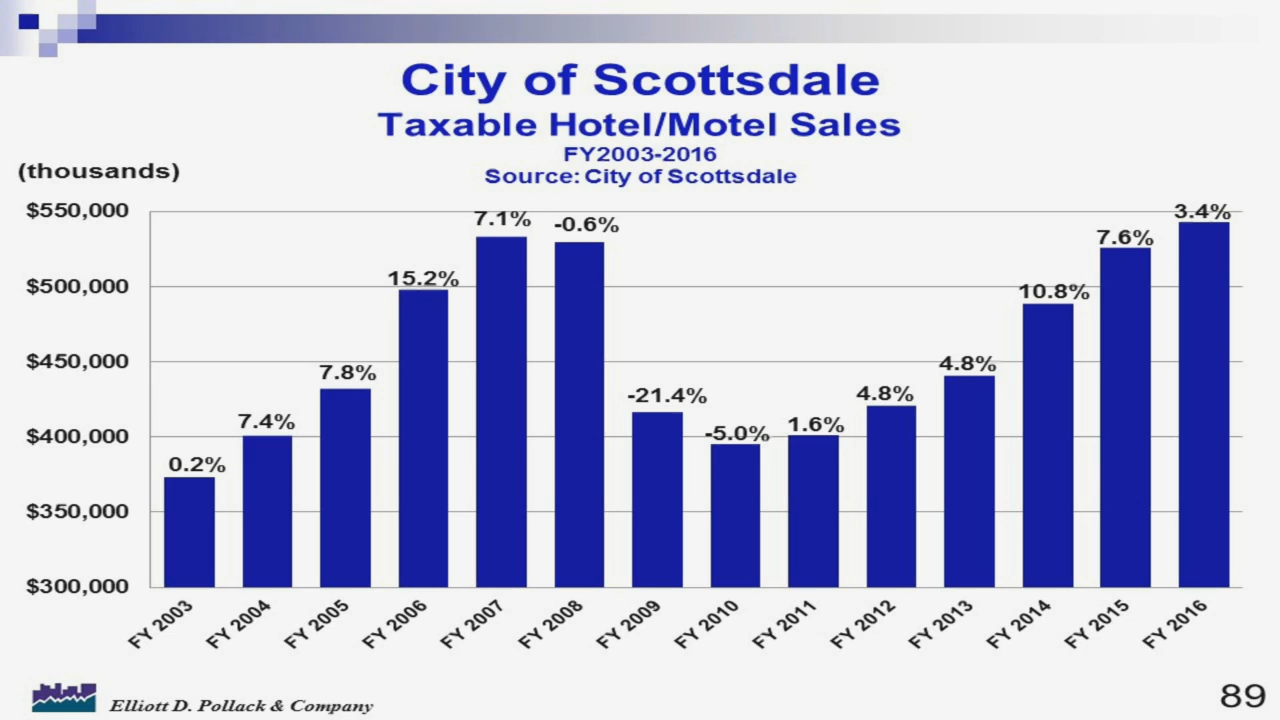 City of Scottsdale
Taxable Hotel/Motel Sales
FY2003-2016
Source: City of Scottsdale
(thousands)
$550,000
$500,000
$450,000
$400,000
$350,000
$300,000
0.2%
7.4%
7.8%
15.2%
7.1%
-0.6%
-21.4%
-5.0%
1.6%
4.8%
4.8%
10.8%
7.6%
3.4%
FY 2003
FY 2004
FY 2005
FY 2006
FY 2007
FY 2008
FY 2009
FY 2010
FY 2011
FY 2012
FY 2013
FY 2014
FY 2015
FY 2016
Elliott D. Pollack & Company
89